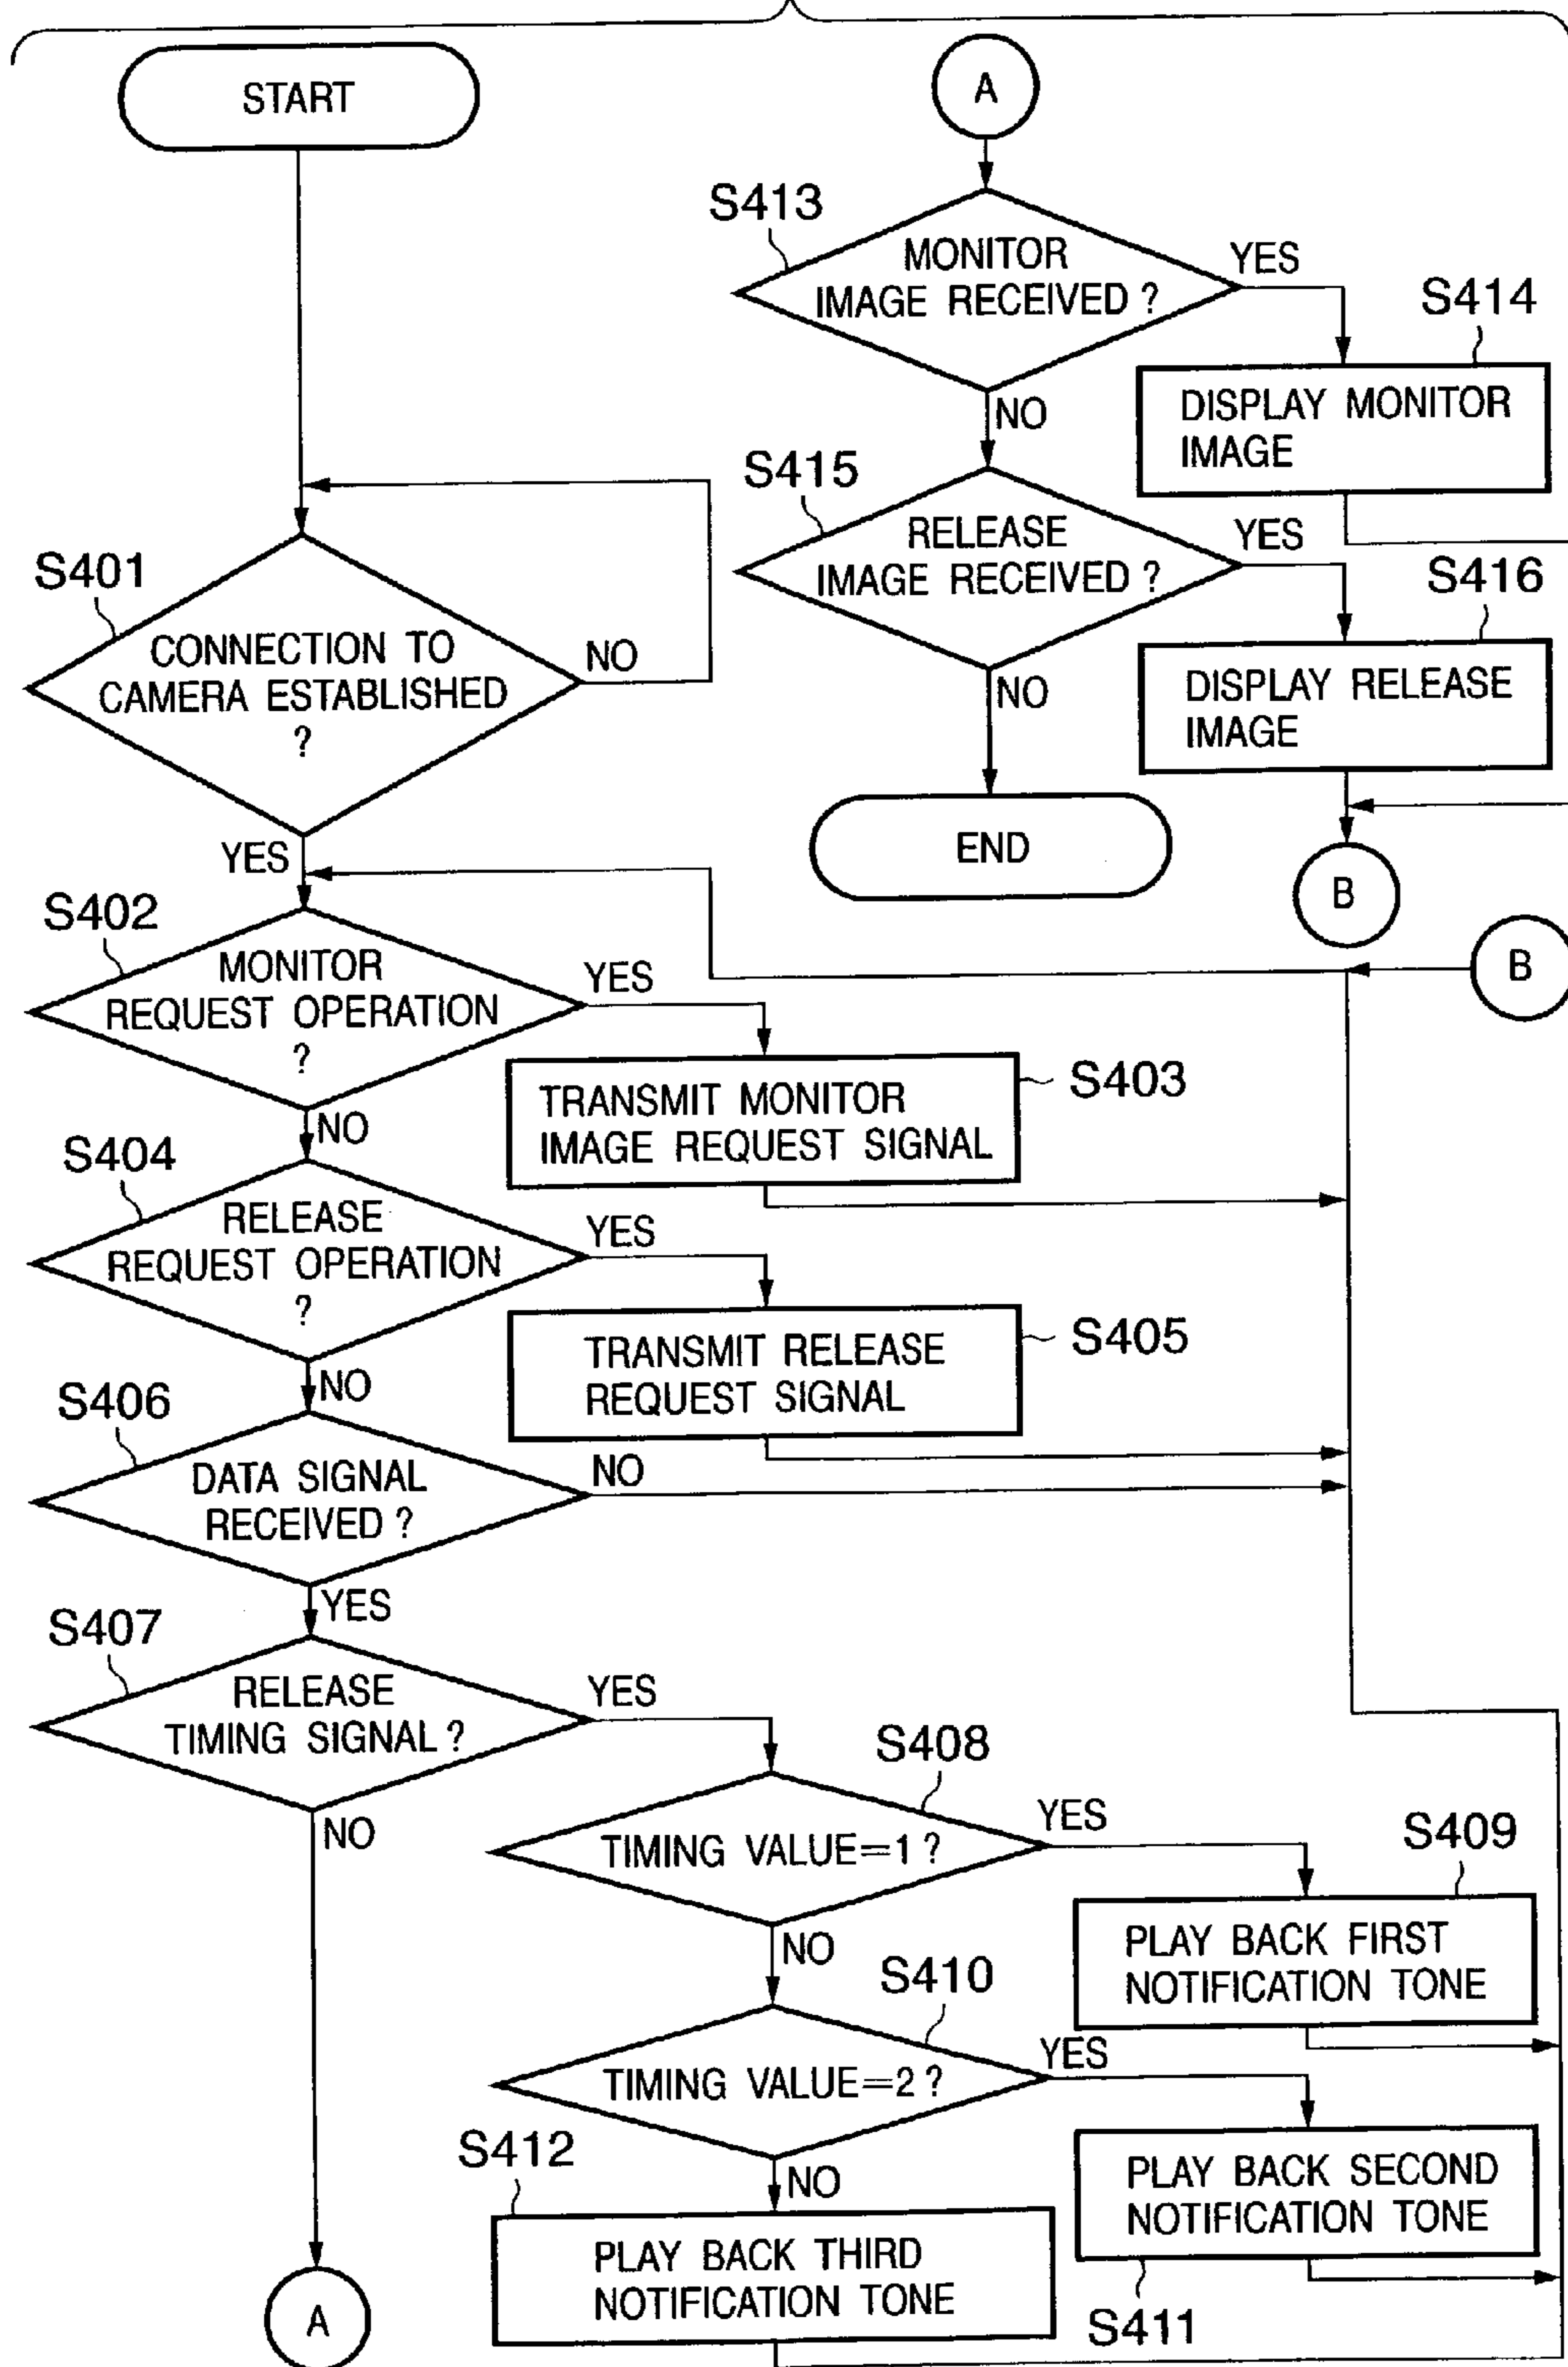 START
S401
CONNECTION TO
CAMERA ESTABLISHED
?
NO
YES
S402
MONITOR
REQUEST OPERATION
?
YES
S403
TRANSMIT MONITOR
IMAGE REQUEST SIGNAL
NO
S404
RELEASE
REQUEST OPERATION
?
YES
S405
TRANSMIT RELEASE
REQUEST SIGNAL
NO
S406
DATA SIGNAL
RECEIVED ?
NO
YES
S407
RELEASE
TIMING SIGNAL ?
YES
NO
S408
TIMING VALUE=1 ?
YES
S409
PLAY BACK FIRST
NOTIFICATION TONE
NO
S410
TIMING VALUE=2 ?
YES
PLAY BACK SECOND
NOTIFICATION TONE
S411
NO
S412
PLAY BACK THIRD
NOTIFICATION TONE
A
A
S413
MONITOR
IMAGE RECEIVED ?
YES
S414
DISPLAY MONITOR
IMAGE
NO
S415
RELEASE
IMAGE RECEIVED ?
YES
S416
DISPLAY RELEASE
IMAGE
NO
END
B
B